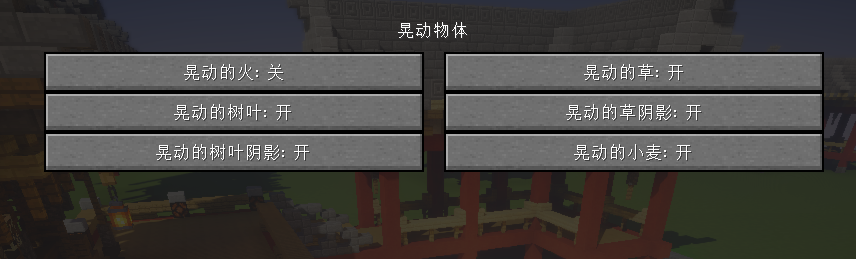 晃动物体
晃动的火: 关
晃动的草: 开
晃动的树叶: 开
晃动的草阴影: 开
晃动的树叶阴影: 开
晃动的小麦: 开